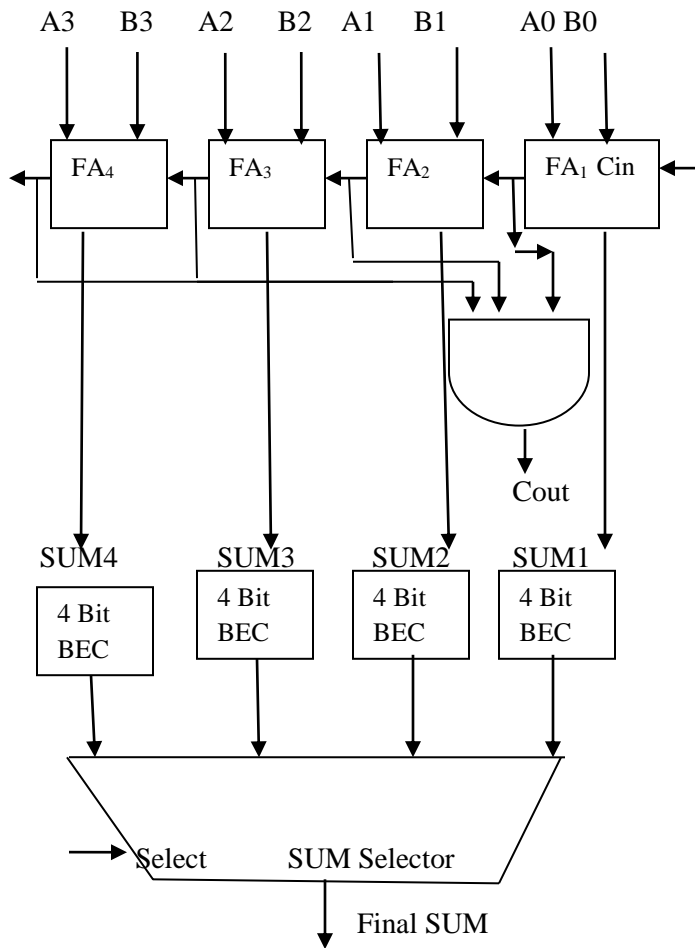 A3 B3 A2 B2 A1 B1 A0 B0
FA₄ FA₃ FA₂ FA₁ Cin
Cout
SUM4 SUM3 SUM2 SUM1
4 Bit 4 Bit 4 Bit 4 Bit
BEC BEC BEC BEC
Select SUM Selector
Final SUM